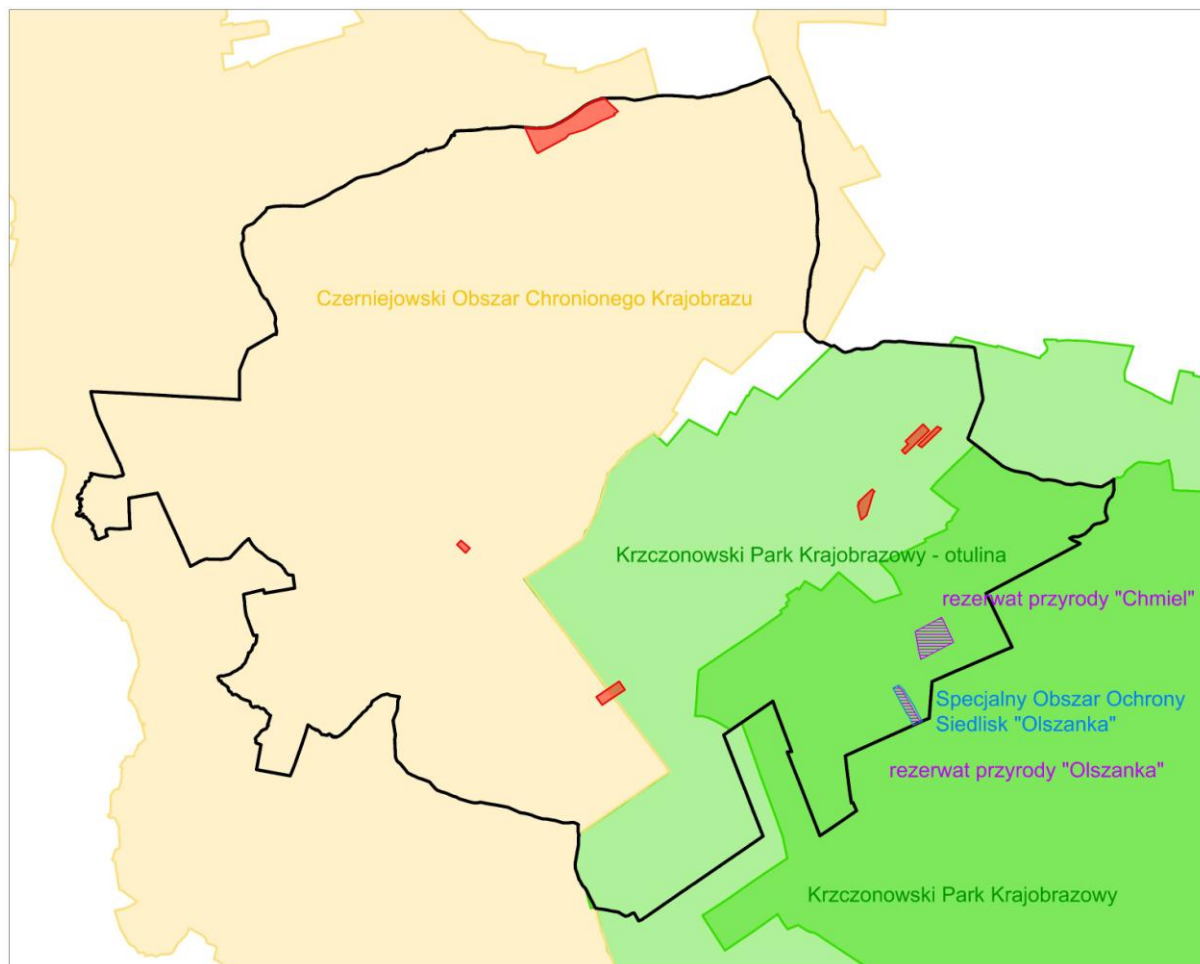 Czerniejowski Obszar Chronionego Krajobrazu
Krzczonowski Park Krajobrazowy - otulina
rezerwat przyrody "Chmiel"
Specjalny Obszar Ochrony
Siedlisk "Olszanka"
rezerwat przyrody "Olszanka"
Krzczonowski Park Krajobrazowy